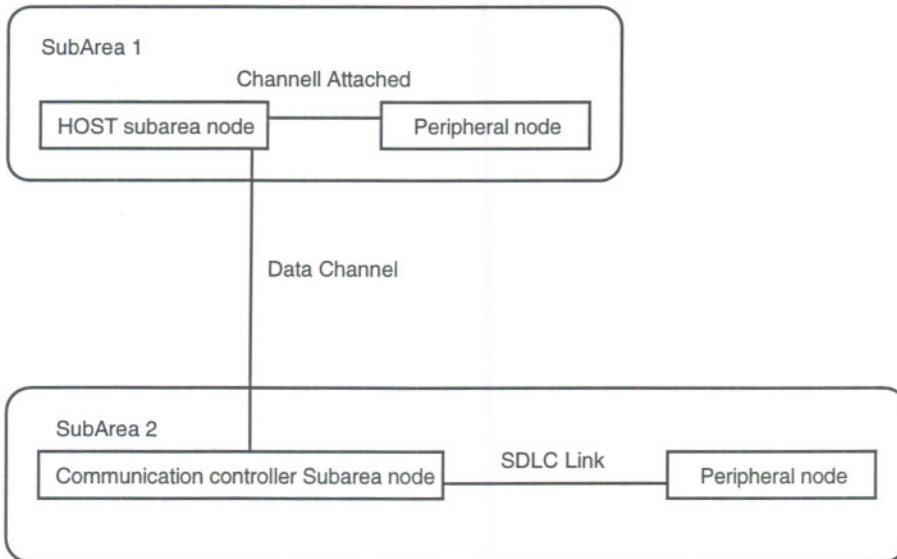 SubArea 1
Channell Attached
HOST subarea node
Peripheral node
Data Channel
SubArea 2
SDLC Link
Communication controller Subarea node
Peripheral node